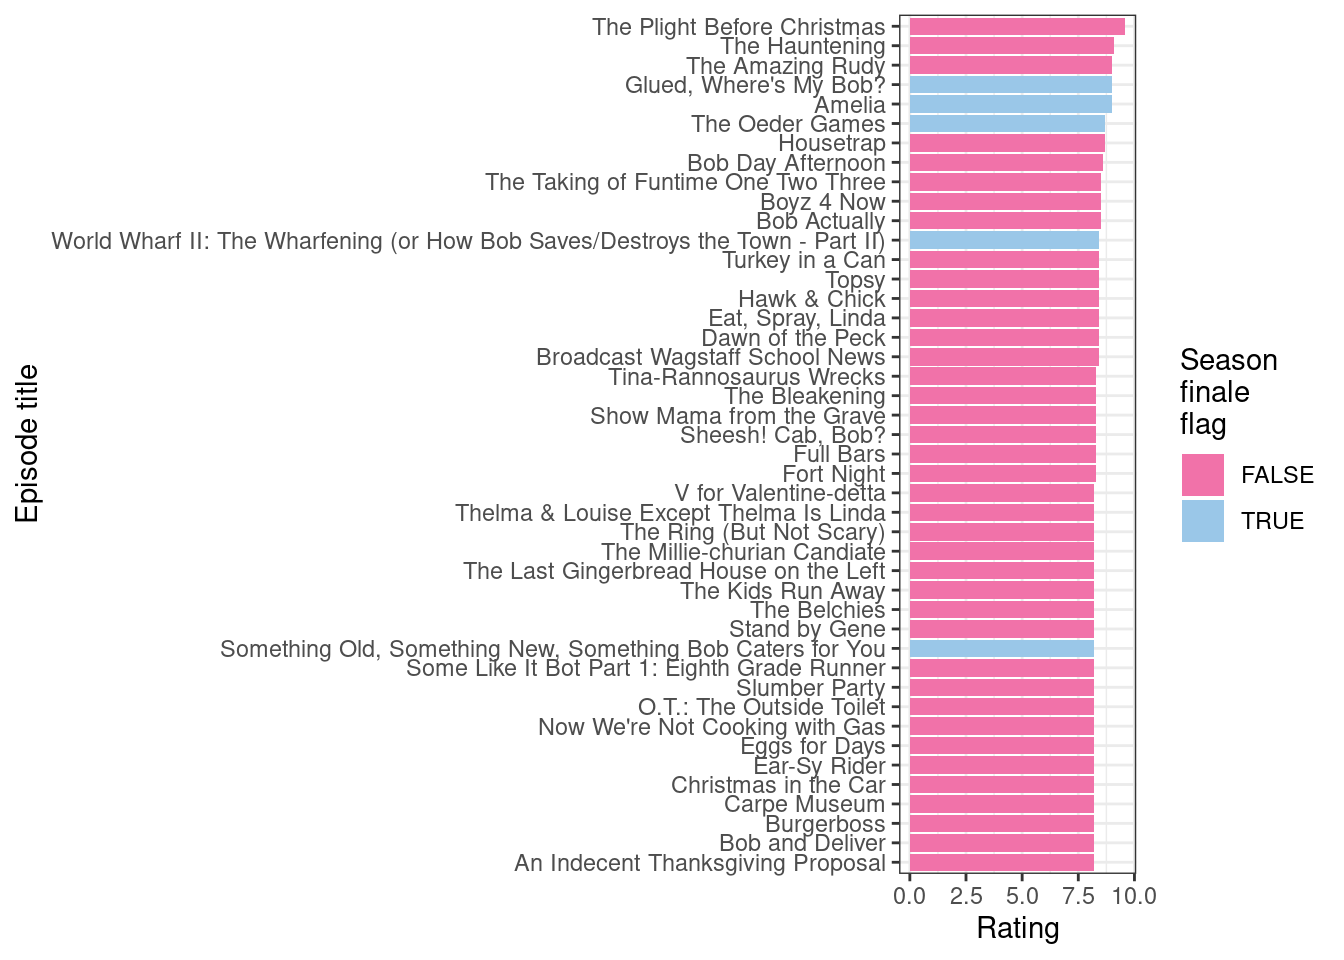 The Plight Before Christmas
The Hauntening
The Amazing Rudy
Glued, Where's My Bob?
Amelia
The Oeder Games
Housetrap
Bob Day Afternoon
The Taking of Funtime One Two Three
Boyz 4 Now
Bob Actually
World Wharf II: The Wharfening (or How Bob Saves/Destroys the Town - Part II)
Turkey in a Can
Topsy
Hawk & Chick
Eat, Spray, Linda
Dawn of the Peck
Broadcast Wagstaff School News
Tina-Rannosaurus Wrecks
The Bleakening
Show Mama from the Grave
Sheesh! Cab, Bob?
Full Bars
Fort Night
V for Valentine-detta
Thelma & Louise Except Thelma Is Linda
The Ring (But Not Scary)
The Millie-churian Candiate
The Last Gingerbread House on the Left
The Kids Run Away
The Belchies
Stand by Gene
Something Old, Something New, Something Bob Caters for You
Some Like It Bot Part 1: Eighth Grade Runner
Slumber Party
O.T.: The Outside Toilet
Now We're Not Cooking with Gas
Eggs for Days
Ear-Sy Rider
Christmas in the Car
Carpe Museum
Burgerboss
Bob and Deliver
An Indecent Thanksgiving Proposal
0.0 2.5 5.0 7.5 10.0
Rating
Episode title
Season
finale
flag
FALSE
TRUE